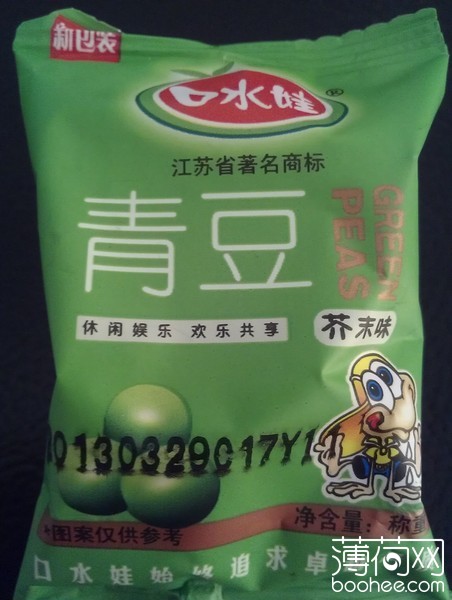 新包装
口水娃®
江苏省著名商标
青豆
GREEN
PEAS
休闲娱乐 欢乐共享
芥末味
20130329C17Y1
净含量：称重
图案仅供参考
口水娃始终追求卓
薄荷网
boohee.com